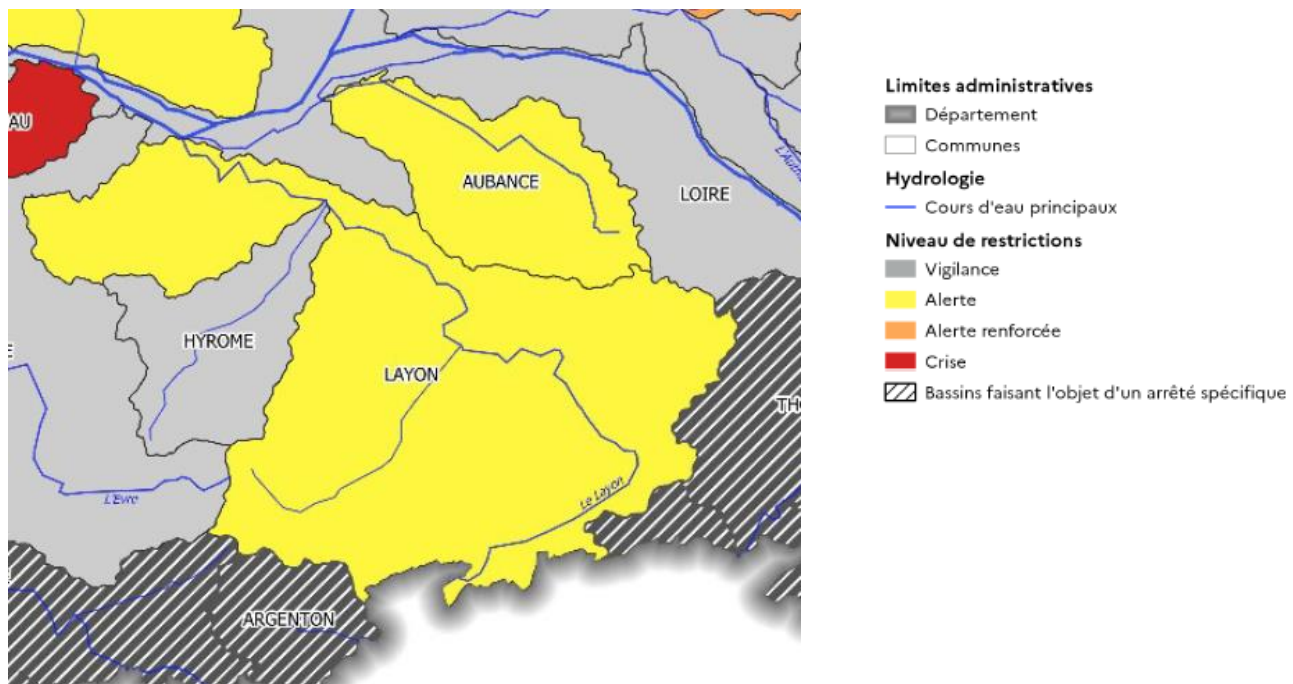 AU
AUBANCE
LOIRE
HYROME
LAYON
L'Evre
Le Layon
ARGENTON
Limites administratives
Département
Communes
Hydrologie
Cours d'eau principaux
Niveau de restrictions
Vigilance
Alerte
Alerte renforcée
Crise
Bassins faisant l'objet d'un arrêté spécifique